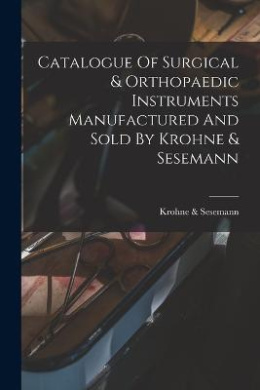 Catalogue Of Surgical
& Orthopaedic
Instruments
Manufactured And
Sold By Krohne &
Sesemann
Krohne & Sesemann